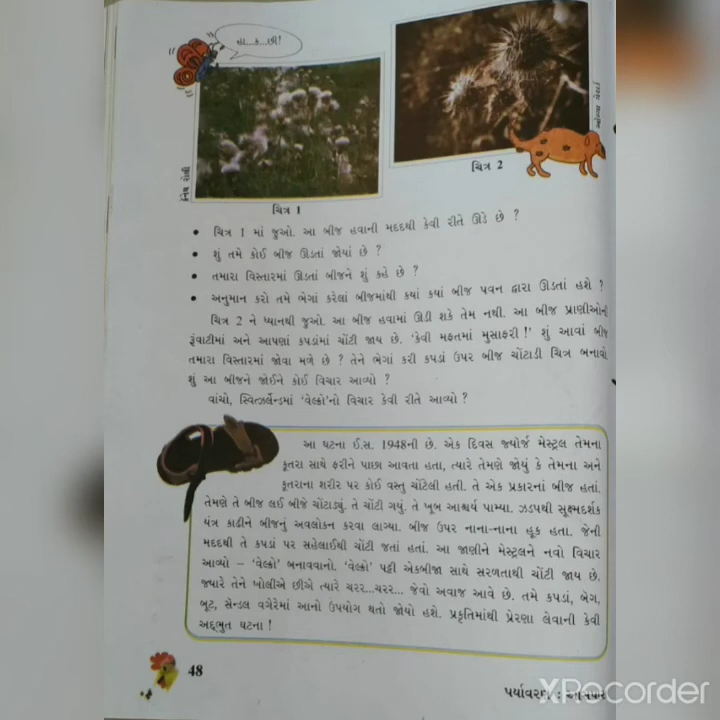 હા..ક..છીં!
ચિત્ર 2
ચિત્ર 1
• ચિત્ર 1 માં જુઓ. આ બીજ હવાની મદદથી કેવી રીતે ઊડે છે ?
• શું તમે કોઈ બીજ ઊડતાં જોયાં છે ?
• તમારા વિસ્તારમાં ઊડતાં બીજને શું કહે છે ?
• અનુમાન કરો તમે ભેગાં કરેલાં બીજમાંથી કયાં કયાં બીજ પવન દ્વારા ઊડતાં હશે ?
ચિત્ર 2 ને ધ્યાનથી જુઓ. આ બીજ હવામાં ઊડી શકે તેમ નથી. આ બીજ પ્રાણીઓની
રુંવાટીમાં અને આપણાં કપડાંમાં ચોંટી જાય છે. ‘કેવી મફતમાં મુસાફરી !’ શું આવાં બીજ
તમારા વિસ્તારમાં જોવા મળે છે ? તેને ભેગાં કરી કપડાં ઉપર બીજ ચોંટાડી ચિત્ર બનાવો
શું આ બીજને જોઈને કોઈ વિચાર આવ્યો ?
વાંચો, સ્વિત્ઝર્લૅન્ડમાં ‘વેલ્ક્રો’નો વિચાર કેવી રીતે આવ્યો ?
આ ઘટના ઈ.સ. 1948ની છે. એક દિવસ જ્યોર્જ મેસ્ટ્રલ તેમના
કૂતરા સાથે ફરીને પાછા આવતા હતા, ત્યારે તેમણે જોયું કે તેમના અને
કૂતરાના શરીર પર કોઈ વસ્તુ ચોંટેલી હતી. તે એક પ્રકારનાં બીજ હતાં.
તેમણે તે બીજ લઈ બીજે ચોંટાડ્યું. તે ચોંટી ગયું. તે ખૂબ આશ્ચર્ય પામ્યા. ઝડપથી સૂક્ષ્મદર્શક
યંત્ર કાઢીને બીજનું અવલોકન કરવા લાગ્યા. બીજ ઉપર નાના-નાના હૂક હતા. જેની
મદદથી તે કપડાં પર સહેલાઈથી ચોંટી જતાં હતાં. આ જાણીને મેસ્ટ્રલને નવો વિચાર
આવ્યો – ‘વેલ્ક્રો’ બનાવવાનો. ‘વેલ્ક્રો’ પટ્ટી એકબીજા સાથે સરળતાથી ચોંટી જાય છે.
જ્યારે તેને ખોલીએ છીએ ત્યારે ચરર...ચરર... જેવો અવાજ આવે છે. તમે કપડાં, બેગ,
બૂટ, સૅન્ડલ વગેરેમાં આનો ઉપયોગ થતો જોયો હશે. પ્રકૃતિમાંથી પ્રેરણા લેવાની કેવી
અદ્ભુત ઘટના !
48
પર્યાવરણ :
XRecorder